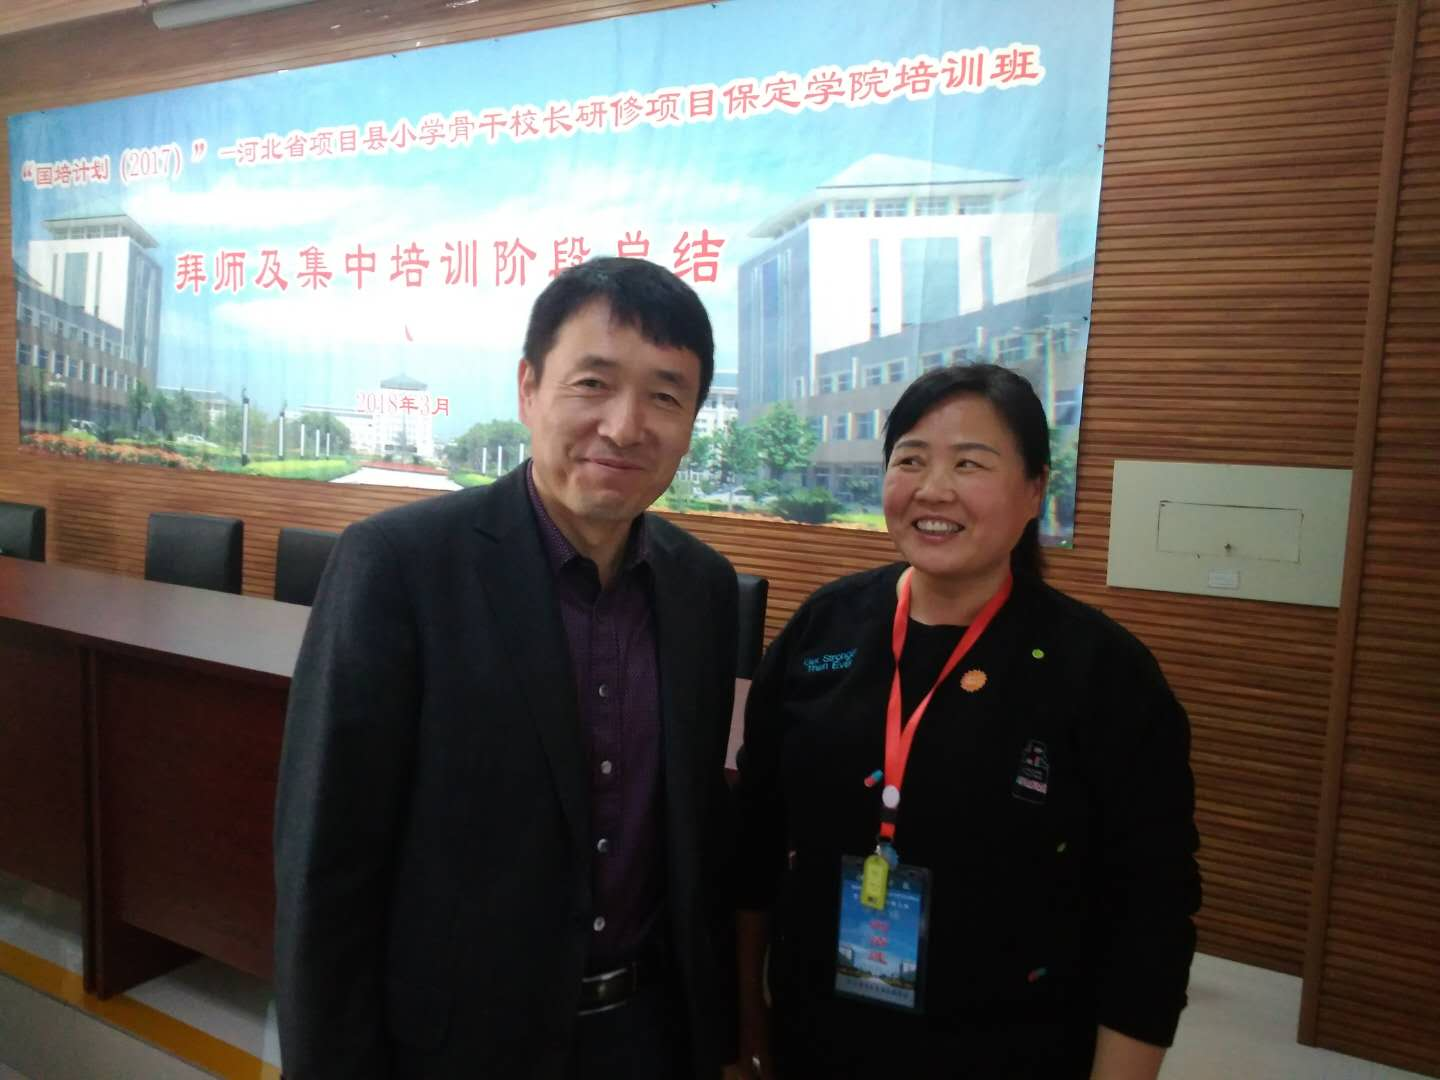 “国培计划（2017）”–河北省项目县小学骨干校长研修项目保定学院培训班
拜师及集中培训阶段总结
2018年3月
Than Eve